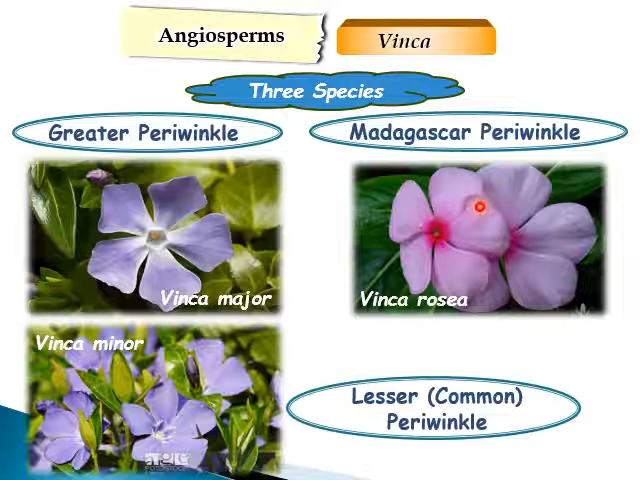 Angiosperms
Vinca
Three Species
Greater Periwinkle
Madagascar Periwinkle
Vinca major
Vinca rosea
Vinca minor
Lesser (Common)
Periwinkle